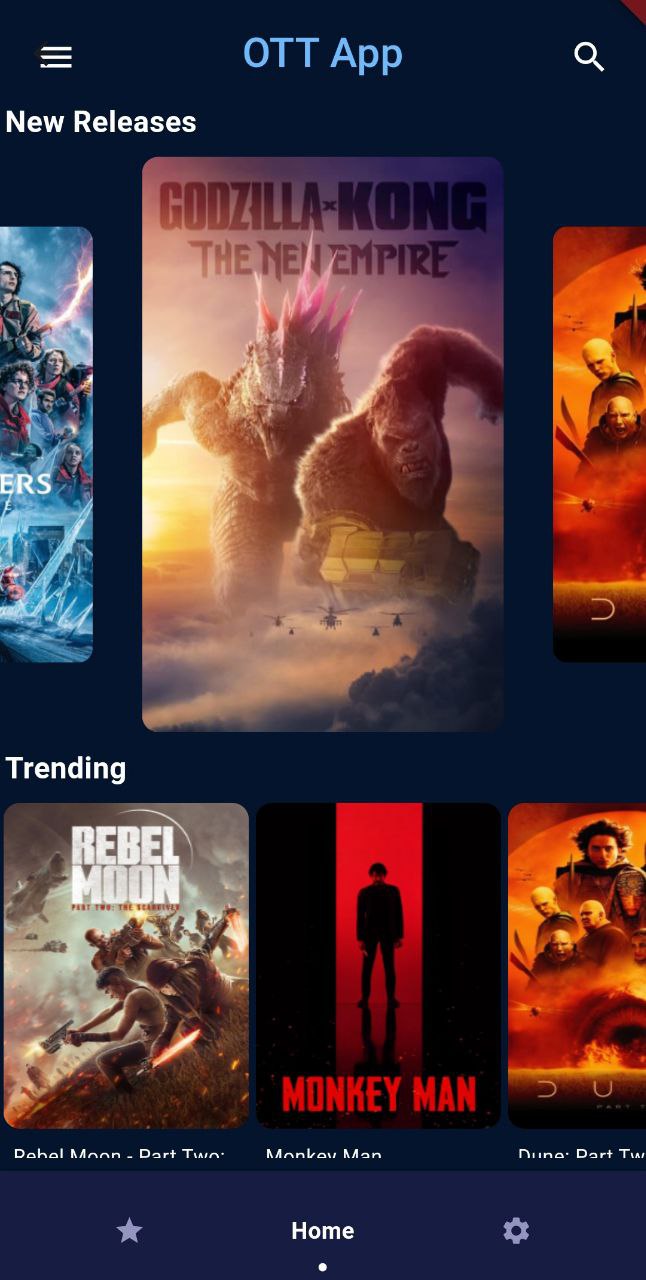 OTT App
New Releases
GODZILLA x KONG
THE NEW EMPIRE
ERS
E
D
Trending
REBEL
MOON
PART TWO: THE SCARGIVER
MONKEY MAN
D U
PART T
Rebel Moon - Part Two:
Monkey Man
Dune: Part Tw
Home